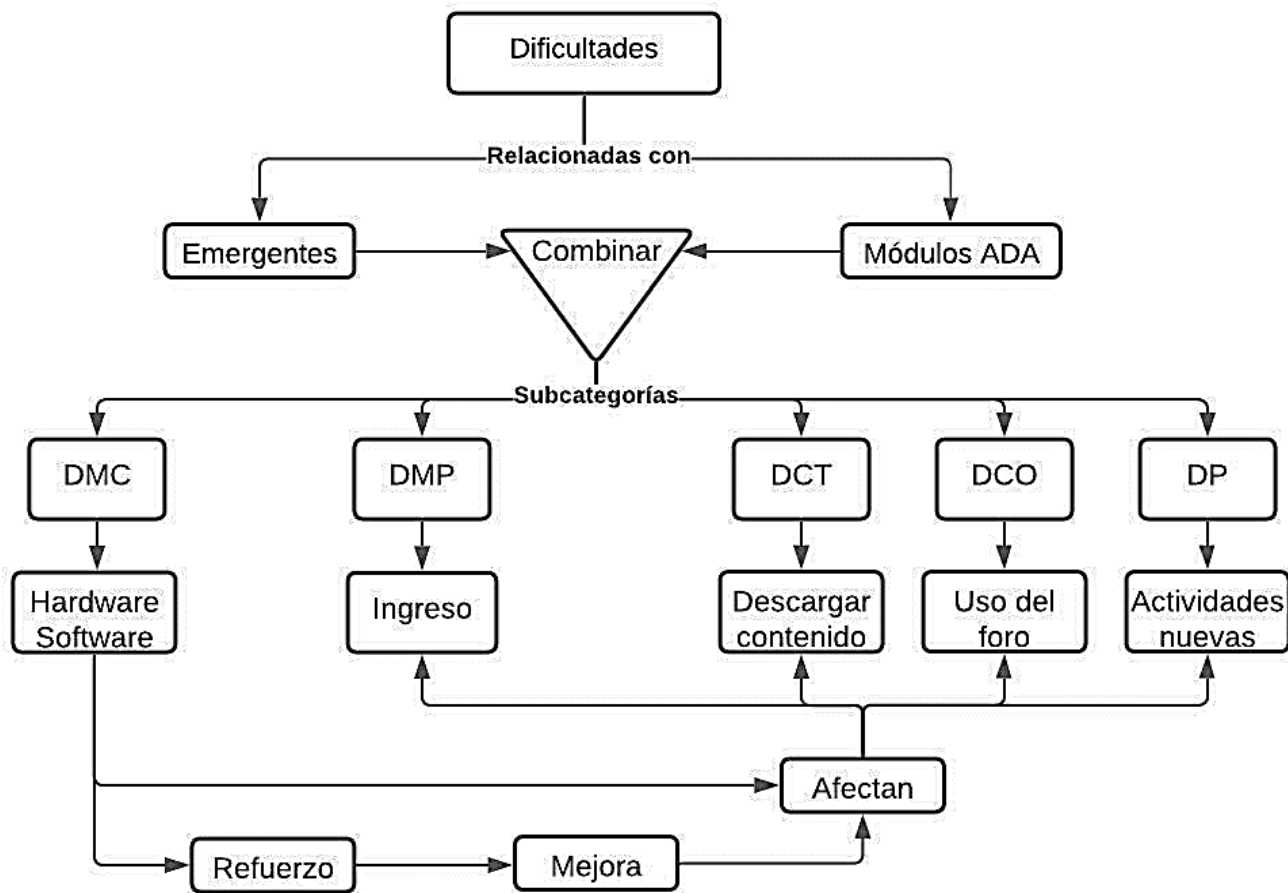 Dificultades
Relacionadas con
Emergentes
Combinar
Módulos ADA
Subcategorías
DMC
DMP
DCT
DCO
DP
Hardware
Software
Ingreso
Descargar
contenido
Uso del
foro
Actividades
nuevas
Afectan
Refuerzo
Mejora